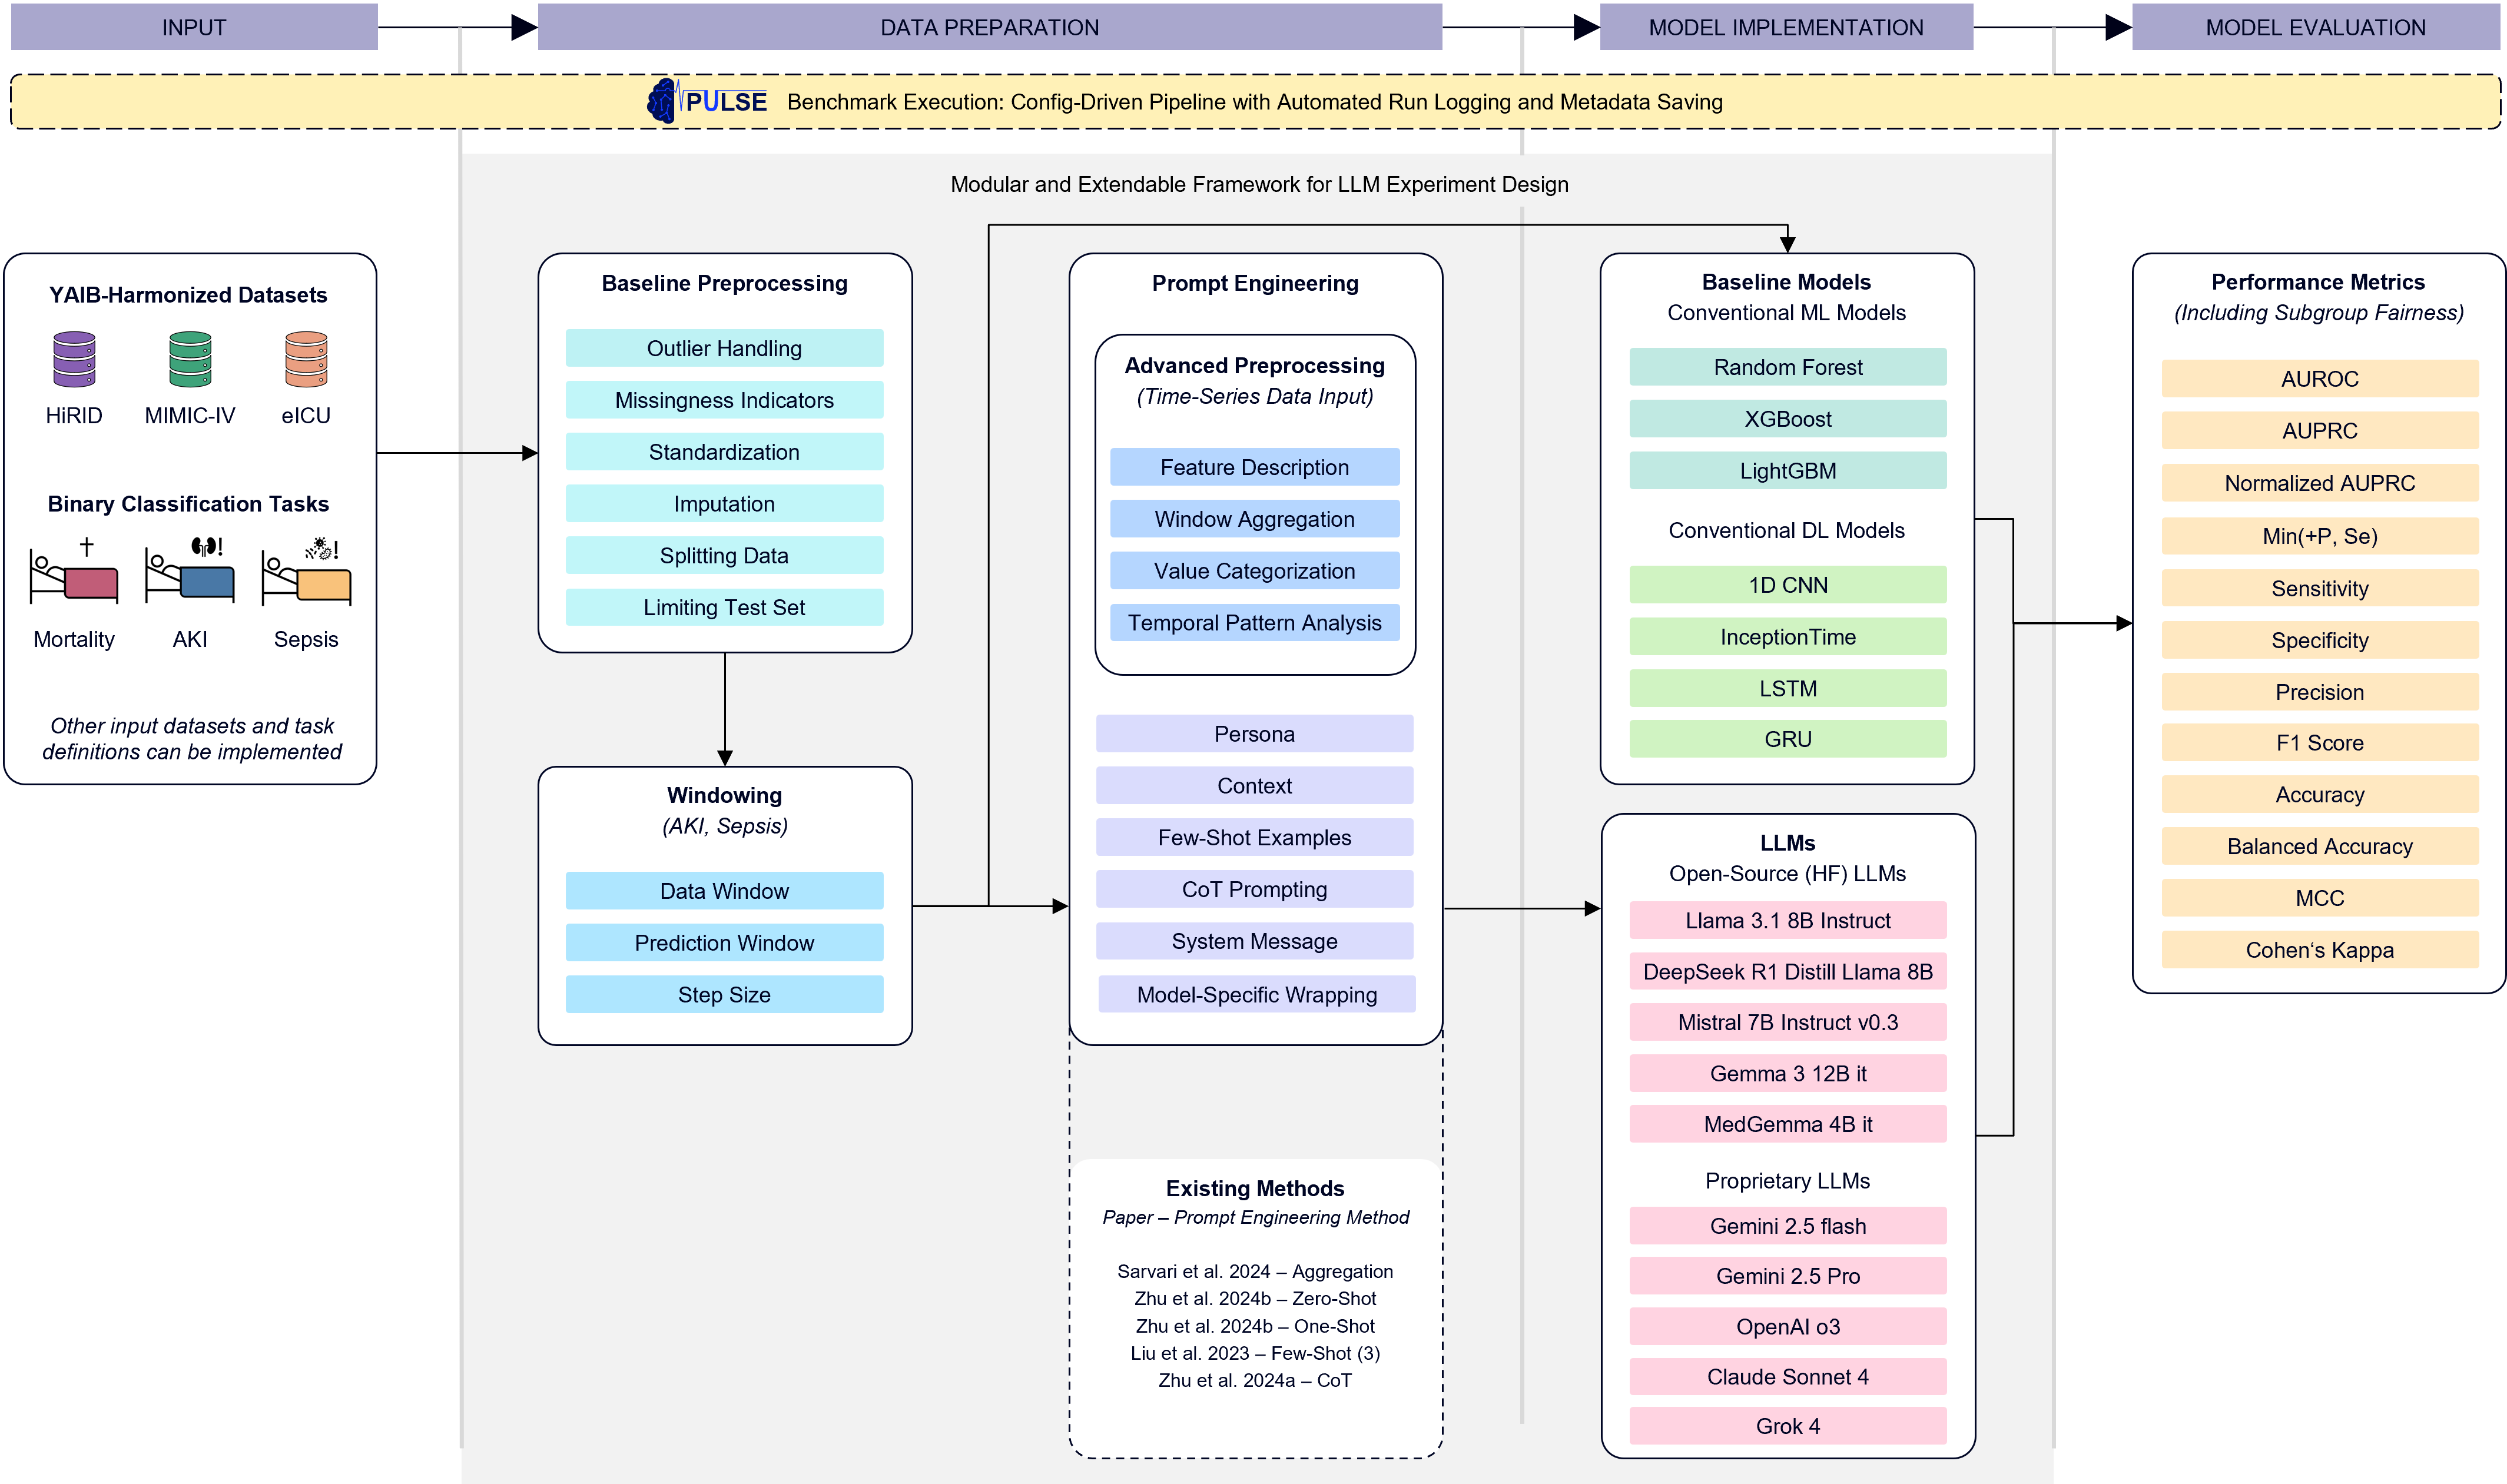 INPUT
DATA PREPARATION
MODEL IMPLEMENTATION
MODEL EVALUATION
PULSE
Benchmark Execution: Config-Driven Pipeline with Automated Run Logging and Metadata Saving
Modular and Extendable Framework for LLM Experiment Design
YAIB-Harmonized Datasets
HiRID
MIMIC-IV
eICU
Binary Classification Tasks
Mortality
AKI
Sepsis
Other input datasets and task
definitions can be implemented
Baseline Preprocessing
Outlier Handling
Missingness Indicators
Standardization
Imputation
Splitting Data
Limiting Test Set
Windowing
(AKI, Sepsis)
Data Window
Prediction Window
Step Size
Prompt Engineering
Advanced Preprocessing
(Time-Series Data Input)
Feature Description
Window Aggregation
Value Categorization
Temporal Pattern Analysis
Persona
Context
Few-Shot Examples
CoT Prompting
System Message
Model-Specific Wrapping
Existing Methods
Paper – Prompt Engineering Method
Sarvari et al. 2024 – Aggregation
Zhu et al. 2024b – Zero-Shot
Zhu et al. 2024b – One-Shot
Liu et al. 2023 – Few-Shot (3)
Zhu et al. 2024a – CoT
Baseline Models
Conventional ML Models
Random Forest
XGBoost
LightGBM
Conventional DL Models
1D CNN
InceptionTime
LSTM
GRU
LLMs
Open-Source (HF) LLMs
Llama 3.1 8B Instruct
DeepSeek R1 Distill Llama 8B
Mistral 7B Instruct v0.3
Gemma 3 12B it
MedGemma 4B it
Proprietary LLMs
Gemini 2.5 flash
Gemini 2.5 Pro
OpenAI o3
Claude Sonnet 4
Grok 4
Performance Metrics
(Including Subgroup Fairness)
AUROC
AUPRC
Normalized AUPRC
Min(+P, Se)
Sensitivity
Specificity
Precision
F1 Score
Accuracy
Balanced Accuracy
MCC
Cohen‘s Kappa